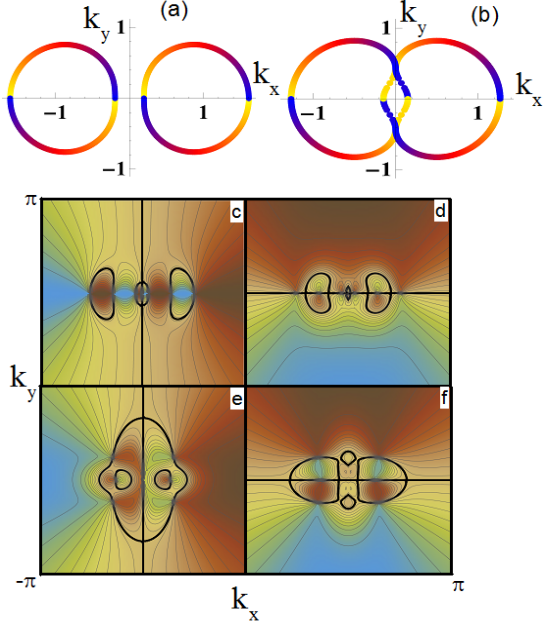 k_y 1 (a)
k_x
-1 1
-1
k_y 1 (b)
k_x
-1 1
-1
π c d
k_y e f
-π k_x π